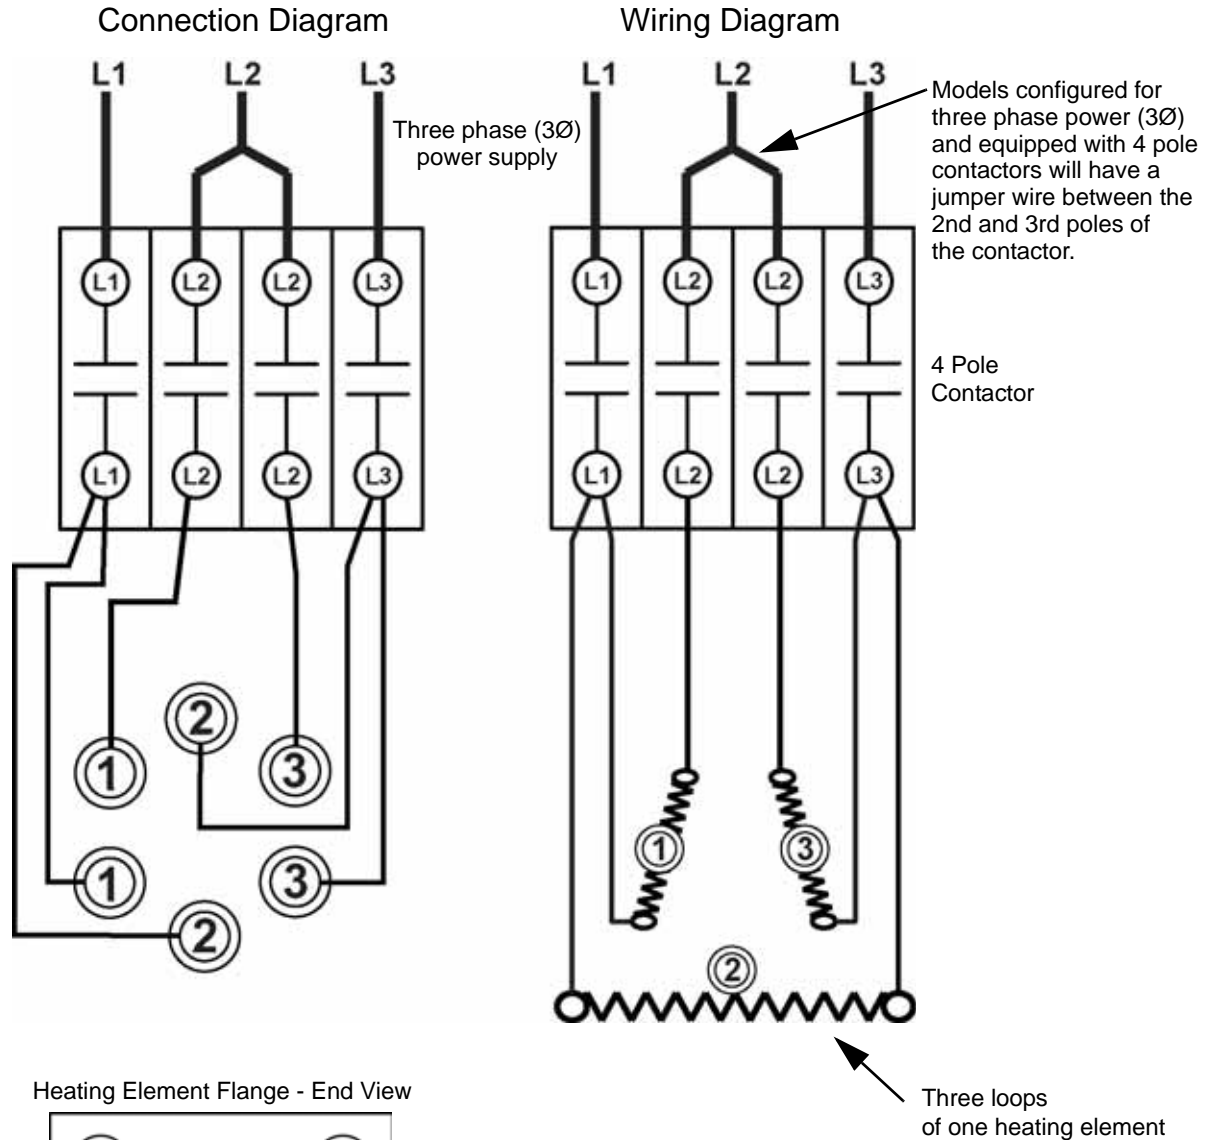 Connection Diagram
Wiring Diagram
L1 L2 L3
L1 L2 L3
Three phase (3Ø)
power supply
Models configured for
three phase power (3Ø)
and equipped with 4 pole
contactors will have a
jumper wire between the
2nd and 3rd poles of
the contactor.
L1 L2 L2 L3
L1 L2 L2 L3
4 Pole
Contactor
L1 L2 L2 L3
L1 L2 L2 L3
2
1 3
1 3
2
1 3
2
Heating Element Flange - End View
Three loops
of one heating element